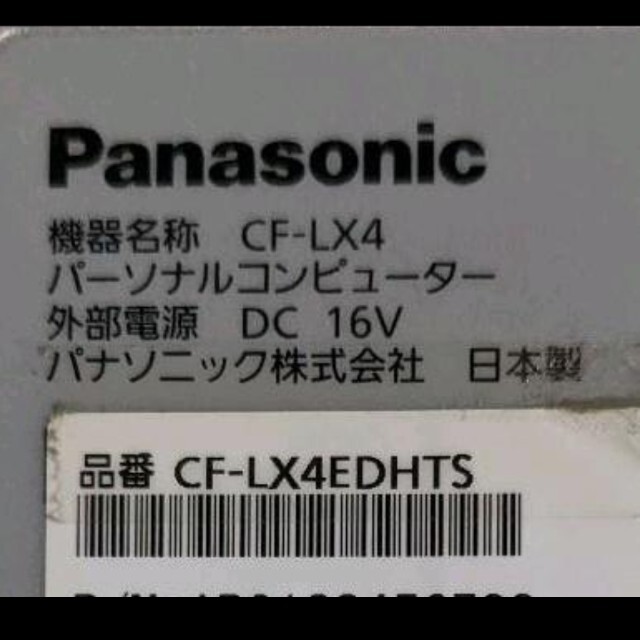 Panasonic
機器名称 CF-LX4
パーソナルコンピューター
外部電源 DC 16V
パナソニック株式会社 日本製
品番 CF-LX4EDHTS